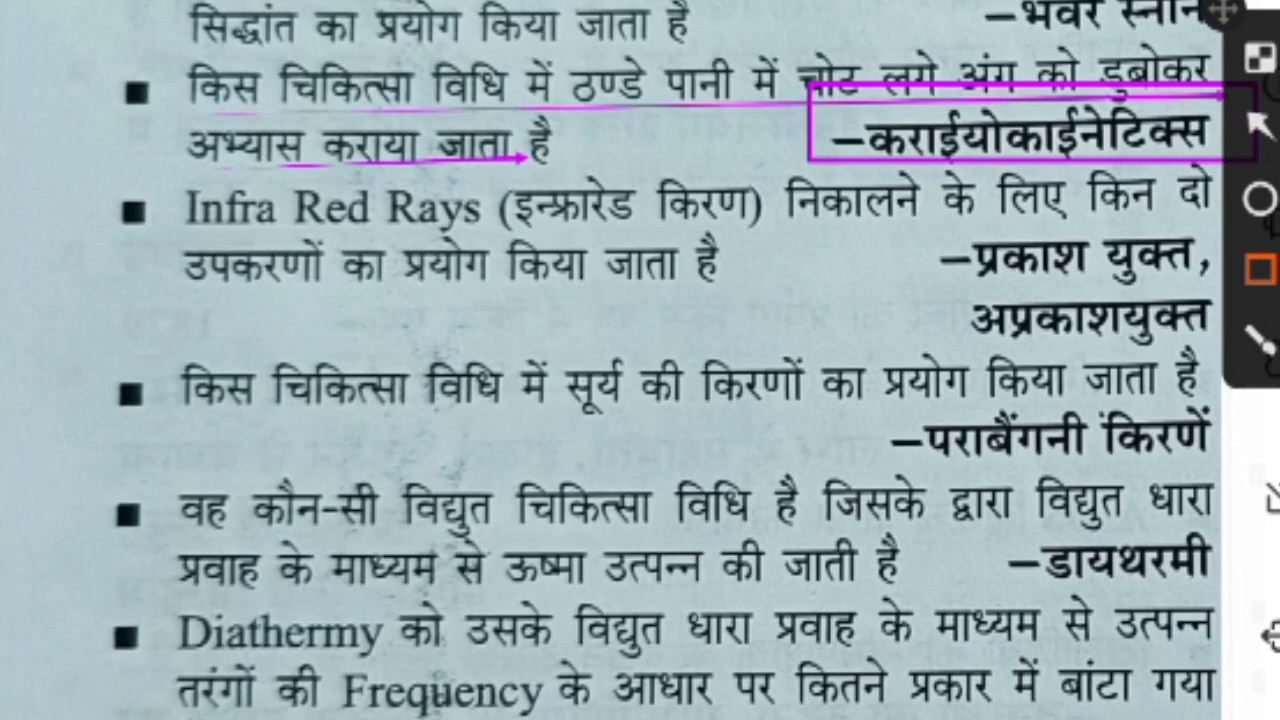 सिद्धांत का प्रयोग किया जाता है –भंवर स्नान
■ किस चिकित्सा विधि में ठण्डे पानी में चोट लगे अंग को डुबोकर
अभ्यास कराया जाता है –कराईयोकाईनेटिक्स
■ Infra Red Rays (इन्फ्रारेड किरण) निकालने के लिए किन दो
उपकरणों का प्रयोग किया जाता है –प्रकाश युक्त,
अप्रकाशयुक्त
■ किस चिकित्सा विधि में सूर्य की किरणों का प्रयोग किया जाता है
–पराबैंगनी किरणें
■ वह कौन-सी विद्युत चिकित्सा विधि है जिसके द्वारा विद्युत धारा
प्रवाह के माध्यम से ऊष्मा उत्पन्न की जाती है –डायथरमी
■ Diathermy को उसके विद्युत धारा प्रवाह के माध्यम से उत्पन्न
तरंगों की Frequency के आधार पर कितने प्रकार में बांटा गया